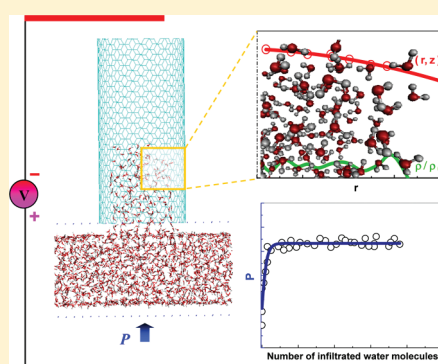 −
V
+
P
(r,z)
ρ/ρ
r
P
Number of infiltrated water molecules